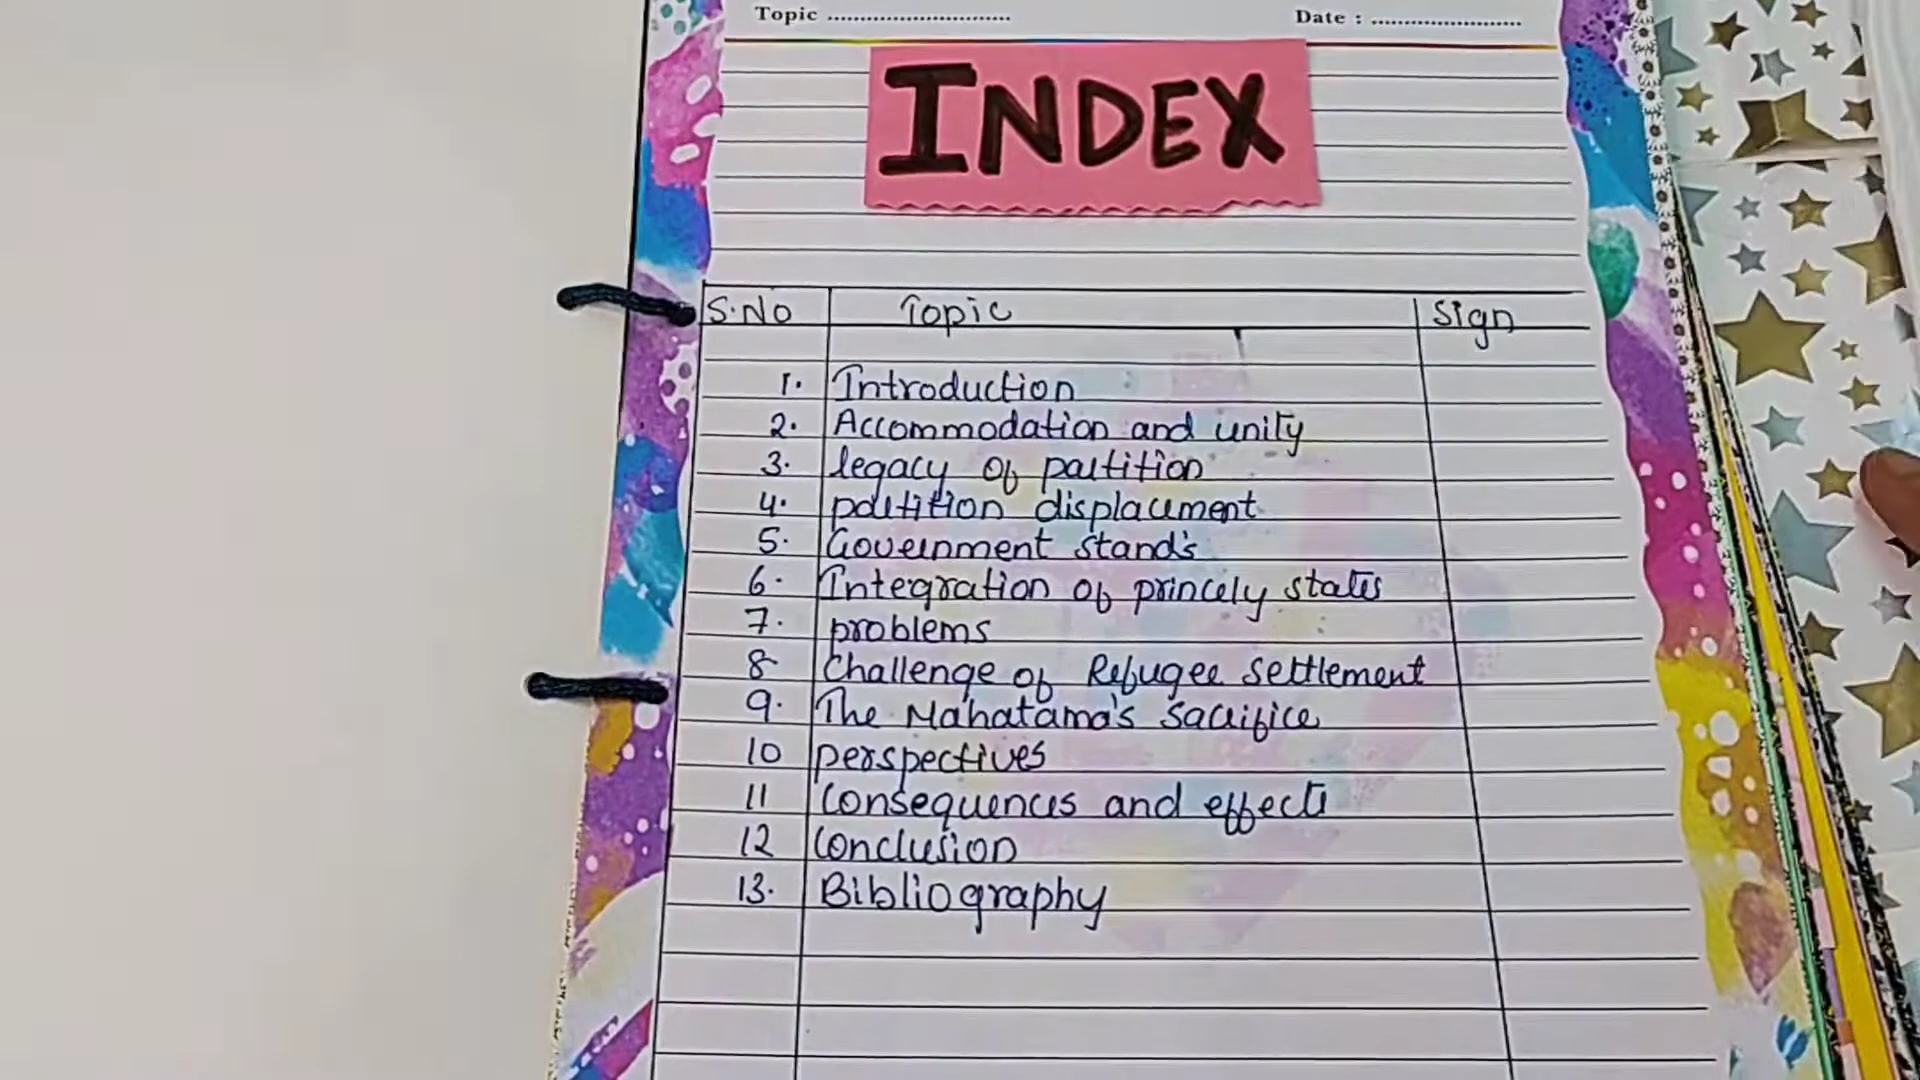 Topic ............................ Date : .......................
INDEX
S.No Topic Sign
1. Introduction
2. Accommodation and unity
3. legacy of partition
4. partition displacement
5. Government stand's
6. Integration of princely states
7. problems
8 Challenge of Refugee settlement
9. The Mahatama's sacrifice
10 perspectives
11 Consequences and effects
12 Conclusion
13. Bibliography